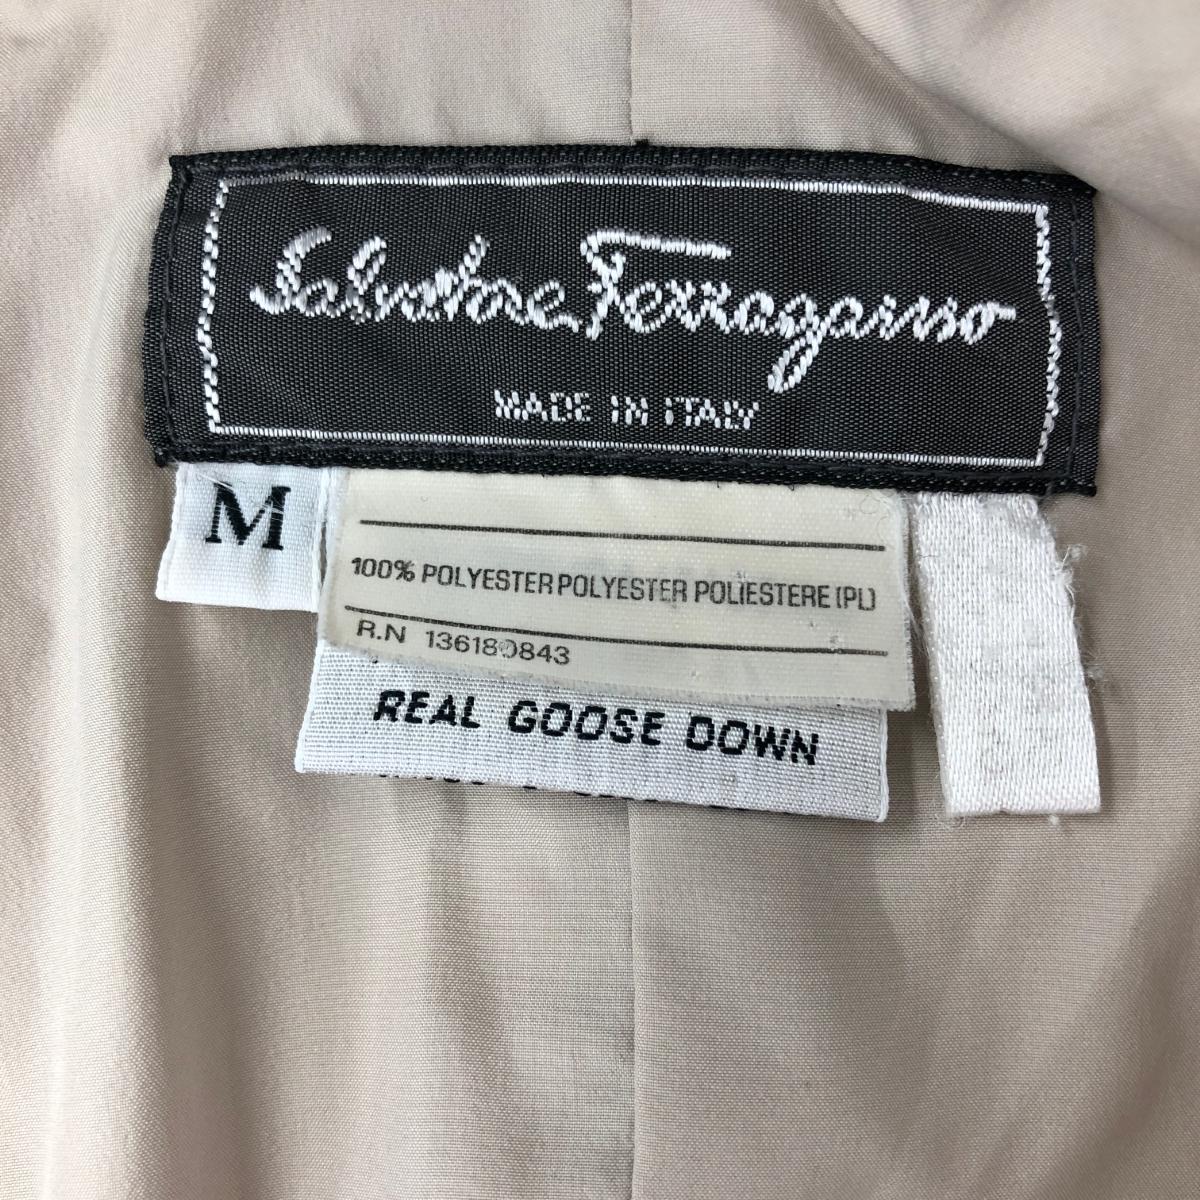 Salvatore Ferragamo
MADE IN ITALY
M
100% POLYESTER POLYESTER POLIESTERE (PL)
R.N 136180843
REAL GOOSE DOWN